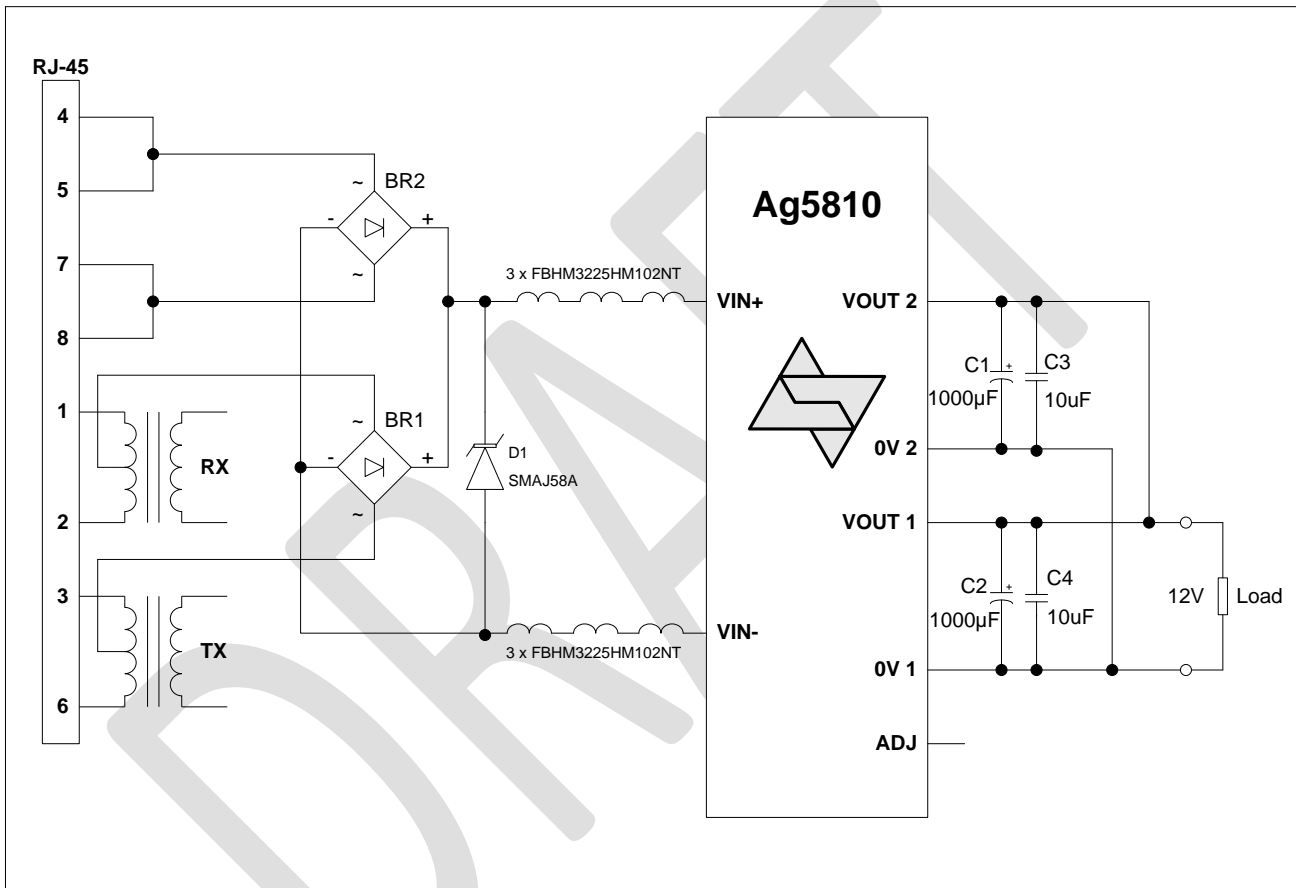 RJ-45
4
5
7
8
1
2
3
6
RX
TX
~ BR2
- +
~
~ BR1
- +
~
3 x FBHM3225HM102NT
D1
SMAJ58A
3 x FBHM3225HM102NT
Ag5810
VIN+
VIN-
VOUT 2
0V 2
VOUT 1
0V 1
ADJ
C1 +
1000µF
C3
10uF
C2 +
1000µF
C4
10uF
12V Load
DRAFT